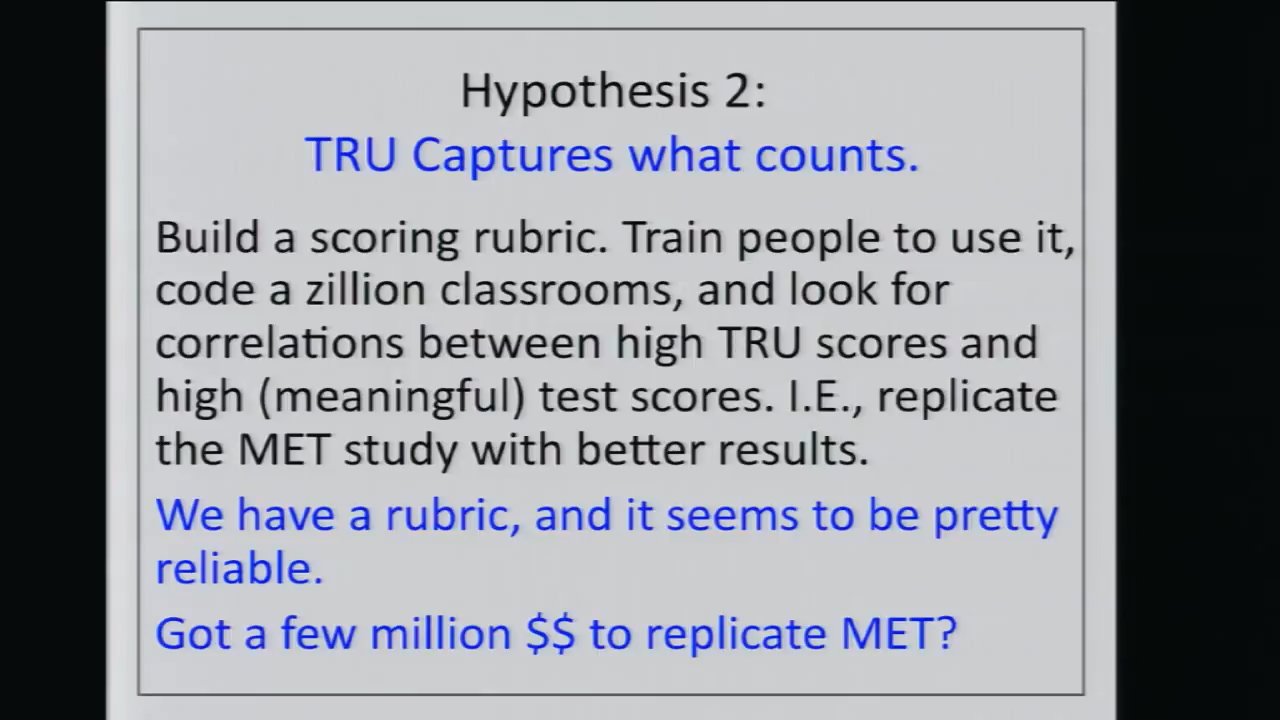 Hypothesis 2:
TRU Captures what counts.
Build a scoring rubric. Train people to use it,
code a zillion classrooms, and look for
correlations between high TRU scores and
high (meaningful) test scores. I.E., replicate
the MET study with better results.
We have a rubric, and it seems to be pretty
reliable.
Got a few million $$ to replicate MET?